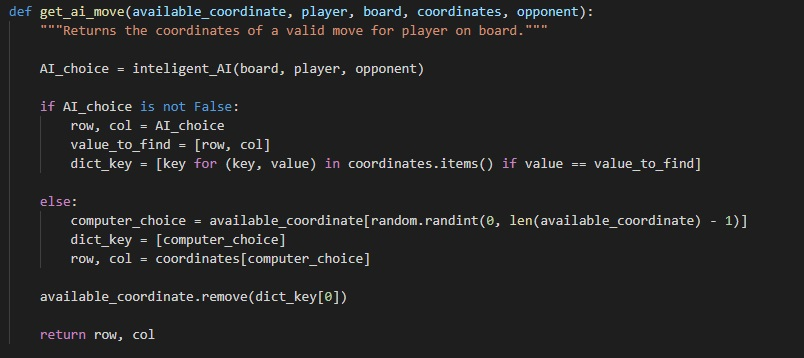 def get_ai_move(available_coordinate, player, board, coordinates, opponent):
"""Returns the coordinates of a valid move for player on board."""
AI_choice = inteligent_AI(board, player, opponent)
if AI_choice is not False:
row, col = AI_choice
value_to_find = [row, col]
dict_key = [key for (key, value) in coordinates.items() if value == value_to_find]
else:
computer_choice = available_coordinate[random.randint(0, len(available_coordinate) - 1)]
dict_key = [computer_choice]
row, col = coordinates[computer_choice]
available_coordinate.remove(dict_key[0])
return row, col